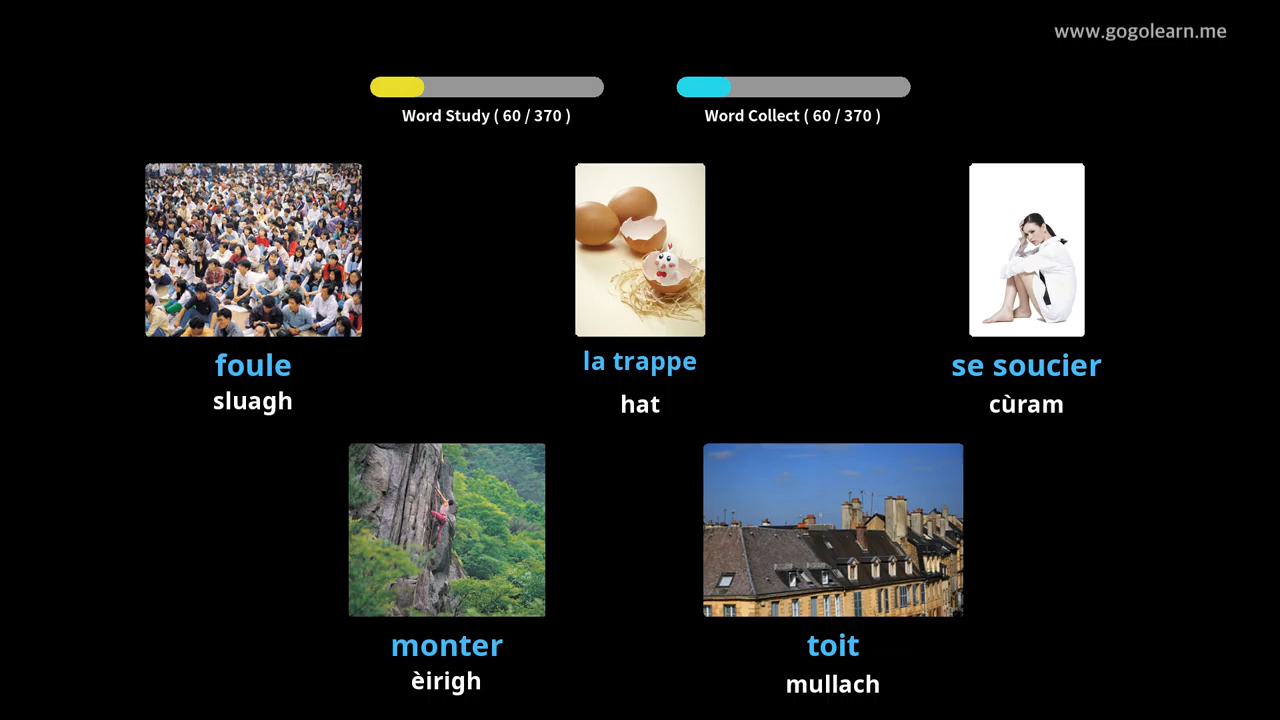 www.gogolearn.me
Word Study ( 60 / 370 )
Word Collect ( 60 / 370 )
foule
sluagh
la trappe
hat
se soucier
cùram
monter
èirigh
toit
mullach